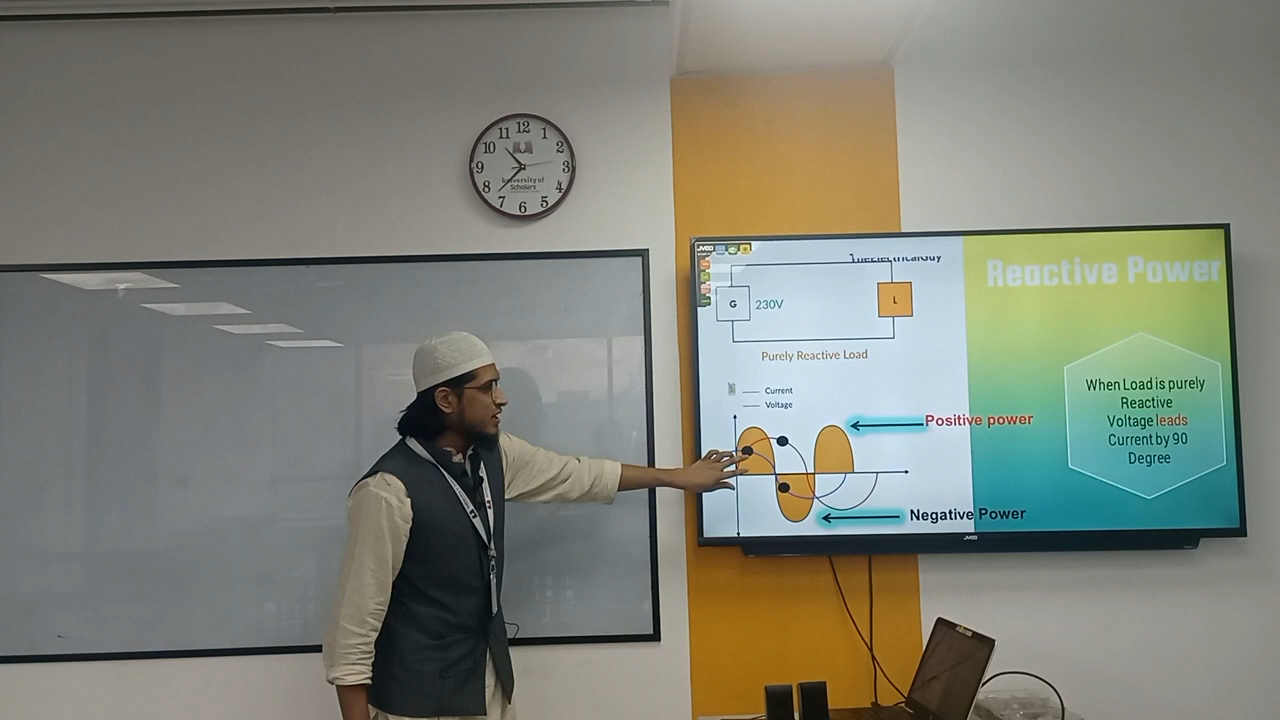 12
11
1
10
2
9
3
University of
Scholars
8
4
7
5
6
JVCO
TheElectricalGuy
G
230V
L
Purely Reactive Load
Current
Voltage
Positive power
Negative Power
Reactive Power
When Load is purely
Reactive
Voltage leads
Current by 90
Degree